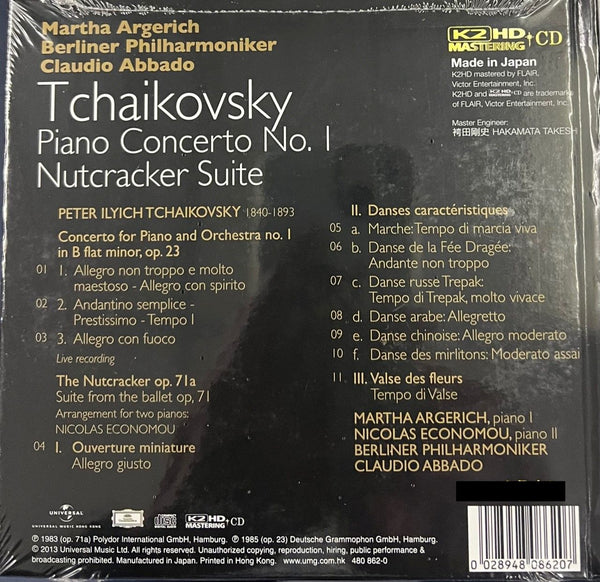 Martha Argerich
Berliner Philharmoniker
Claudio Abbado
Tchaikovsky
Piano Concerto No. 1
Nutcracker Suite
K2HD
MASTERING
+CD
Made in Japan
K2HD mastered by FLAIR,
Victor Entertainment, Inc.
K2HD and K2HD MASTERING+CD are trademarks
of FLAIR, Victor Entertainment, Inc.
Master Engineer:
袴田剛史 HAKAMATA TAKESH
PETER ILYICH TCHAIKOVSKY 1840-1893
Concerto for Piano and Orchestra no. 1
in B flat minor, op. 23
01 1. Allegro non troppo e molto
maestoso - Allegro con spirito
02 2. Andantino semplice -
Prestissimo - Tempo I
03 3. Allegro con fuoco
Live recording
The Nutcracker op. 71a
Suite from the ballet op. 71
Arrangement for two pianos:
NICOLAS ECONOMOU
04 I. Ouverture miniature
Allegro giusto
II. Danses caractéristiques
05 a. Marche: Tempo di marcia viva
06 b. Danse de la Fée Dragée:
Andante non troppo
07 c. Danse russe Trepak:
Tempo di Trepak, molto vivace
08 d. Danse arabe: Allegretto
09 e. Danse chinoise: Allegro moderato
10 f. Danse des mirlitons: Moderato assai
11 III. Valse des fleurs
Tempo di Valse
MARTHA ARGERICH, piano I
NICOLAS ECONOMOU, piano II
BERLINER PHILHARMONIKER
CLAUDIO ABBADO
UNIVERSAL
UNIVERSAL MUSIC HONG KONG
Deutsche Grammophon
COMPACT disc DIGITAL AUDIO
K2HD MASTERING +CD
℗ 1983 (op. 71a) Polydor International GmbH, Hamburg ℗ 1985 (op. 23) Deutsche Grammophon GmbH, Hamburg
© 2013 Universal Music Ltd. All rights reserved. Unauthorized copying, reproduction, hiring, public performance &
broadcasting prohibited. Manufactured in Japan. Printed in Hong Kong. www.umg.com.hk 480 862-0
0 028948 086207